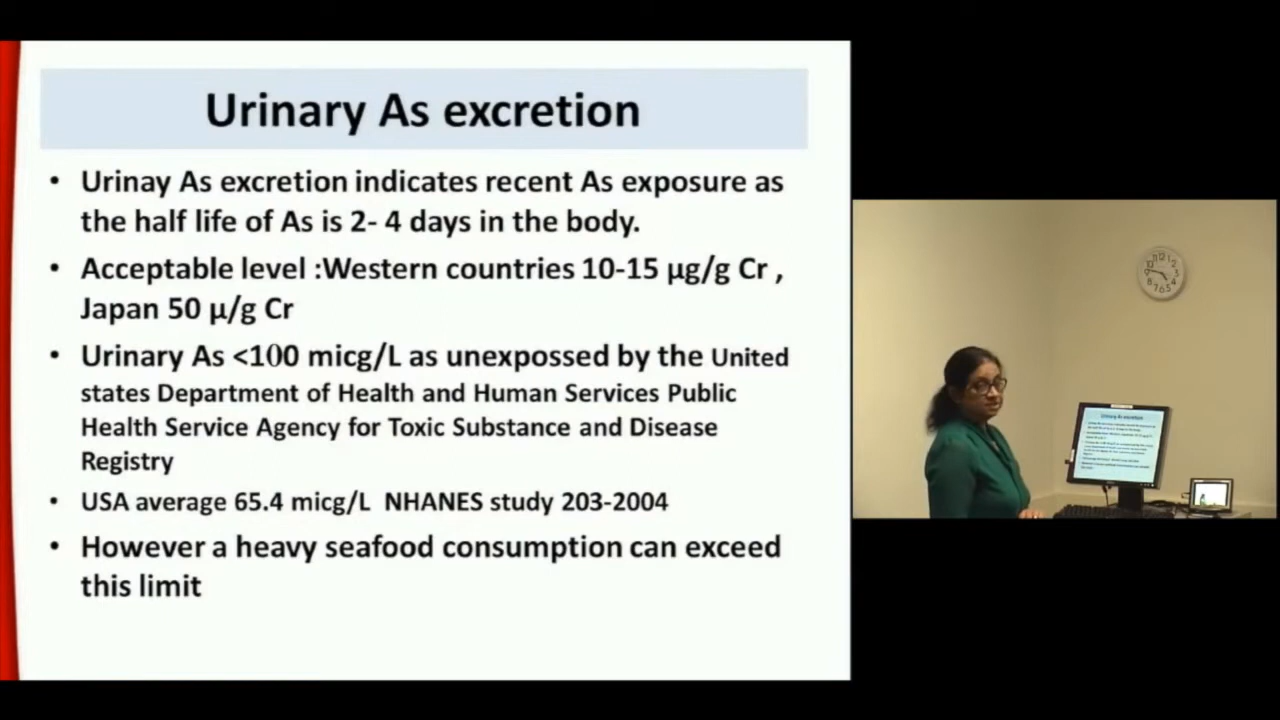 Urinary As excretion
• Urinay As excretion indicates recent As exposure as
the half life of As is 2- 4 days in the body.
• Acceptable level :Western countries 10-15 µg/g Cr ,
Japan 50 µ/g Cr
• Urinary As <100 micg/L as unexpossed by the United
states Department of Health and Human Services Public
Health Service Agency for Toxic Substance and Disease
Registry
• USA average 65.4 micg/L NHANES study 203-2004
• However a heavy seafood consumption can exceed
this limit